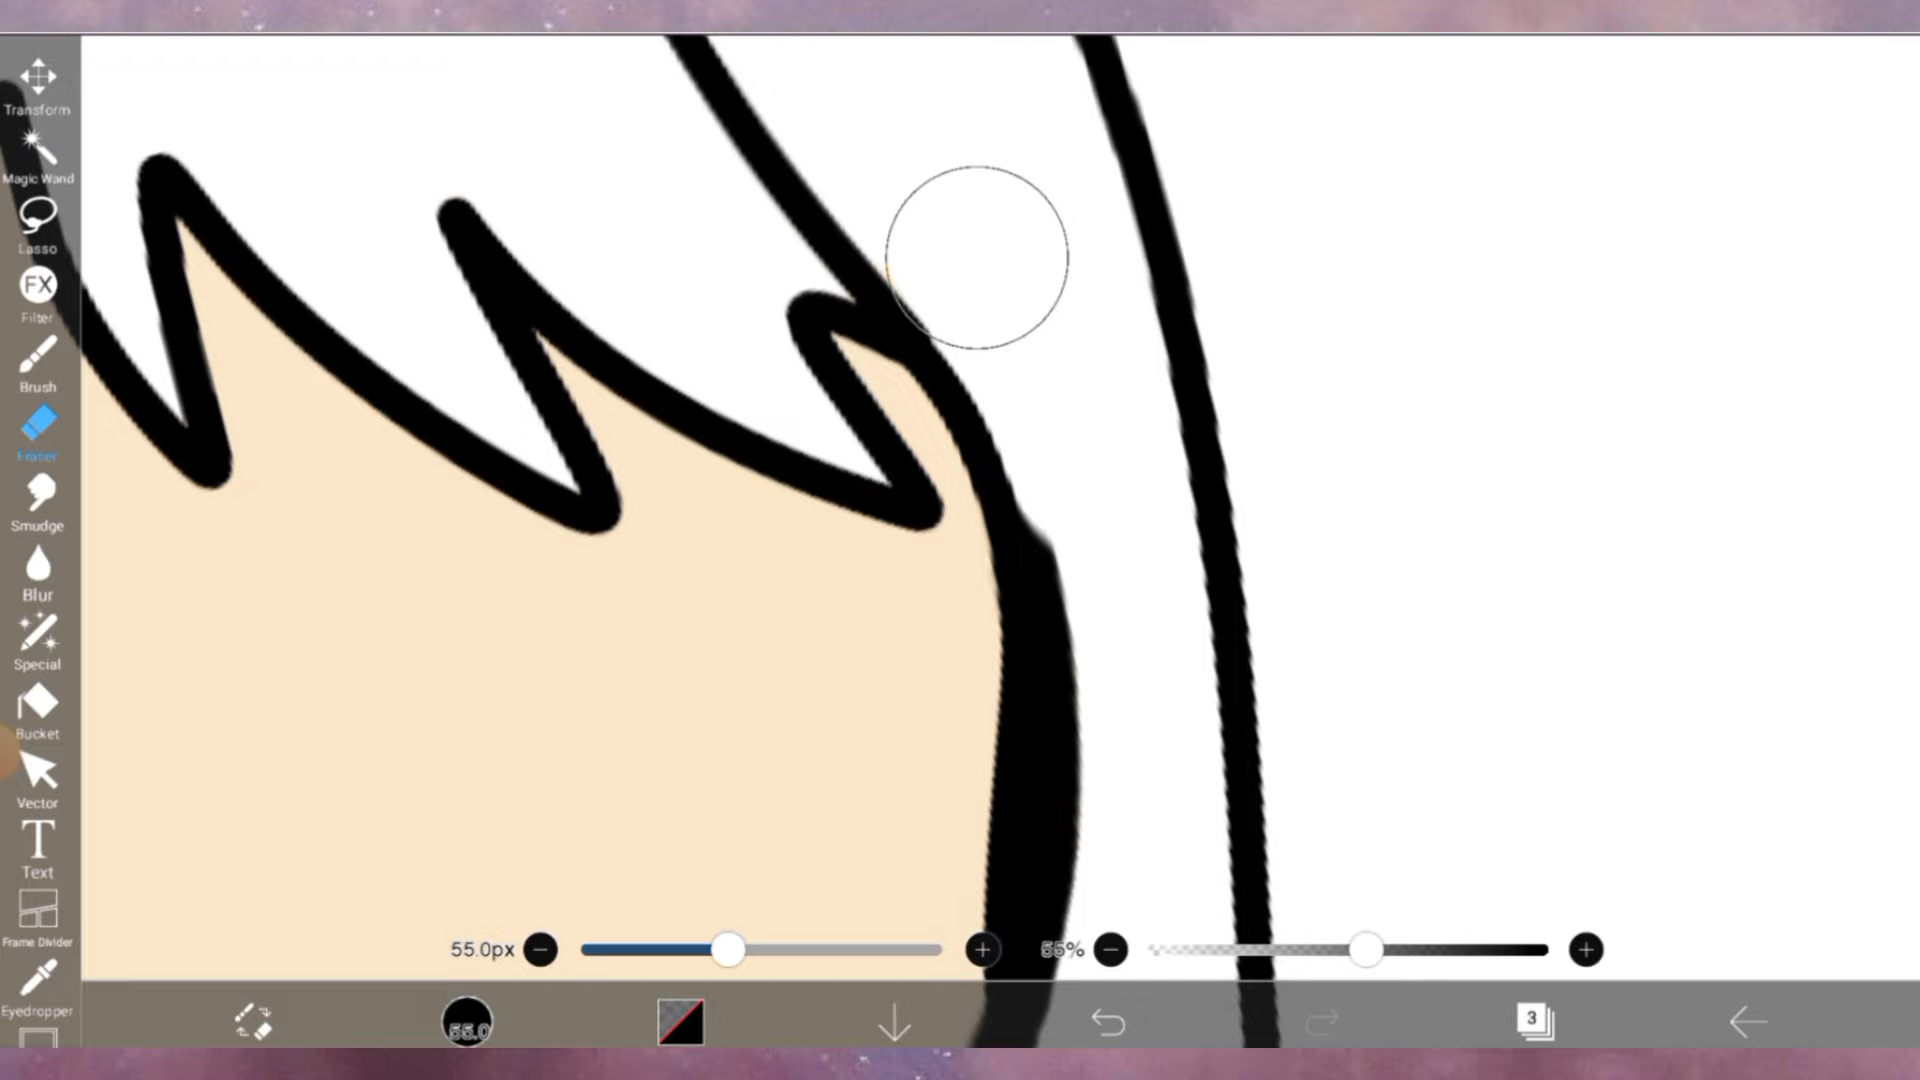 Transform
Magic Wand
Lasso
FX
Filter
Brush
Eraser
Smudge
Blur
Special
Bucket
Vector
T
Text
Frame Divider
Eyedropper
55.0px
55%
55.0
3